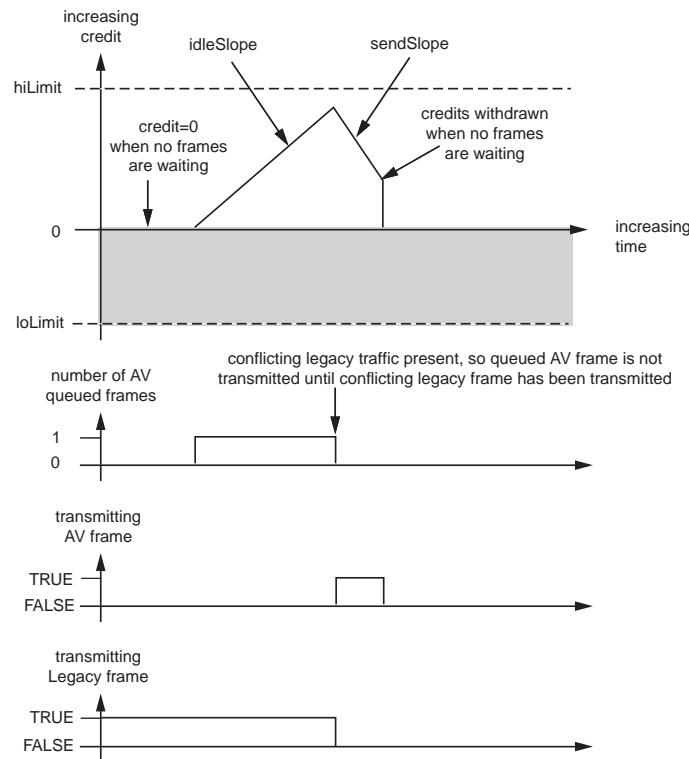 increasing
credit
idleSlope
sendSlope
hiLimit
credit=0
when no frames
are waiting
credits withdrawn
when no frames
are waiting
0
increasing
time
loLimit
conflicting legacy traffic present, so queued AV frame is not
transmitted until conflicting legacy frame has been transmitted
number of AV
queued frames
1
0
transmitting
AV frame
TRUE
FALSE
transmitting
Legacy frame
TRUE
FALSE